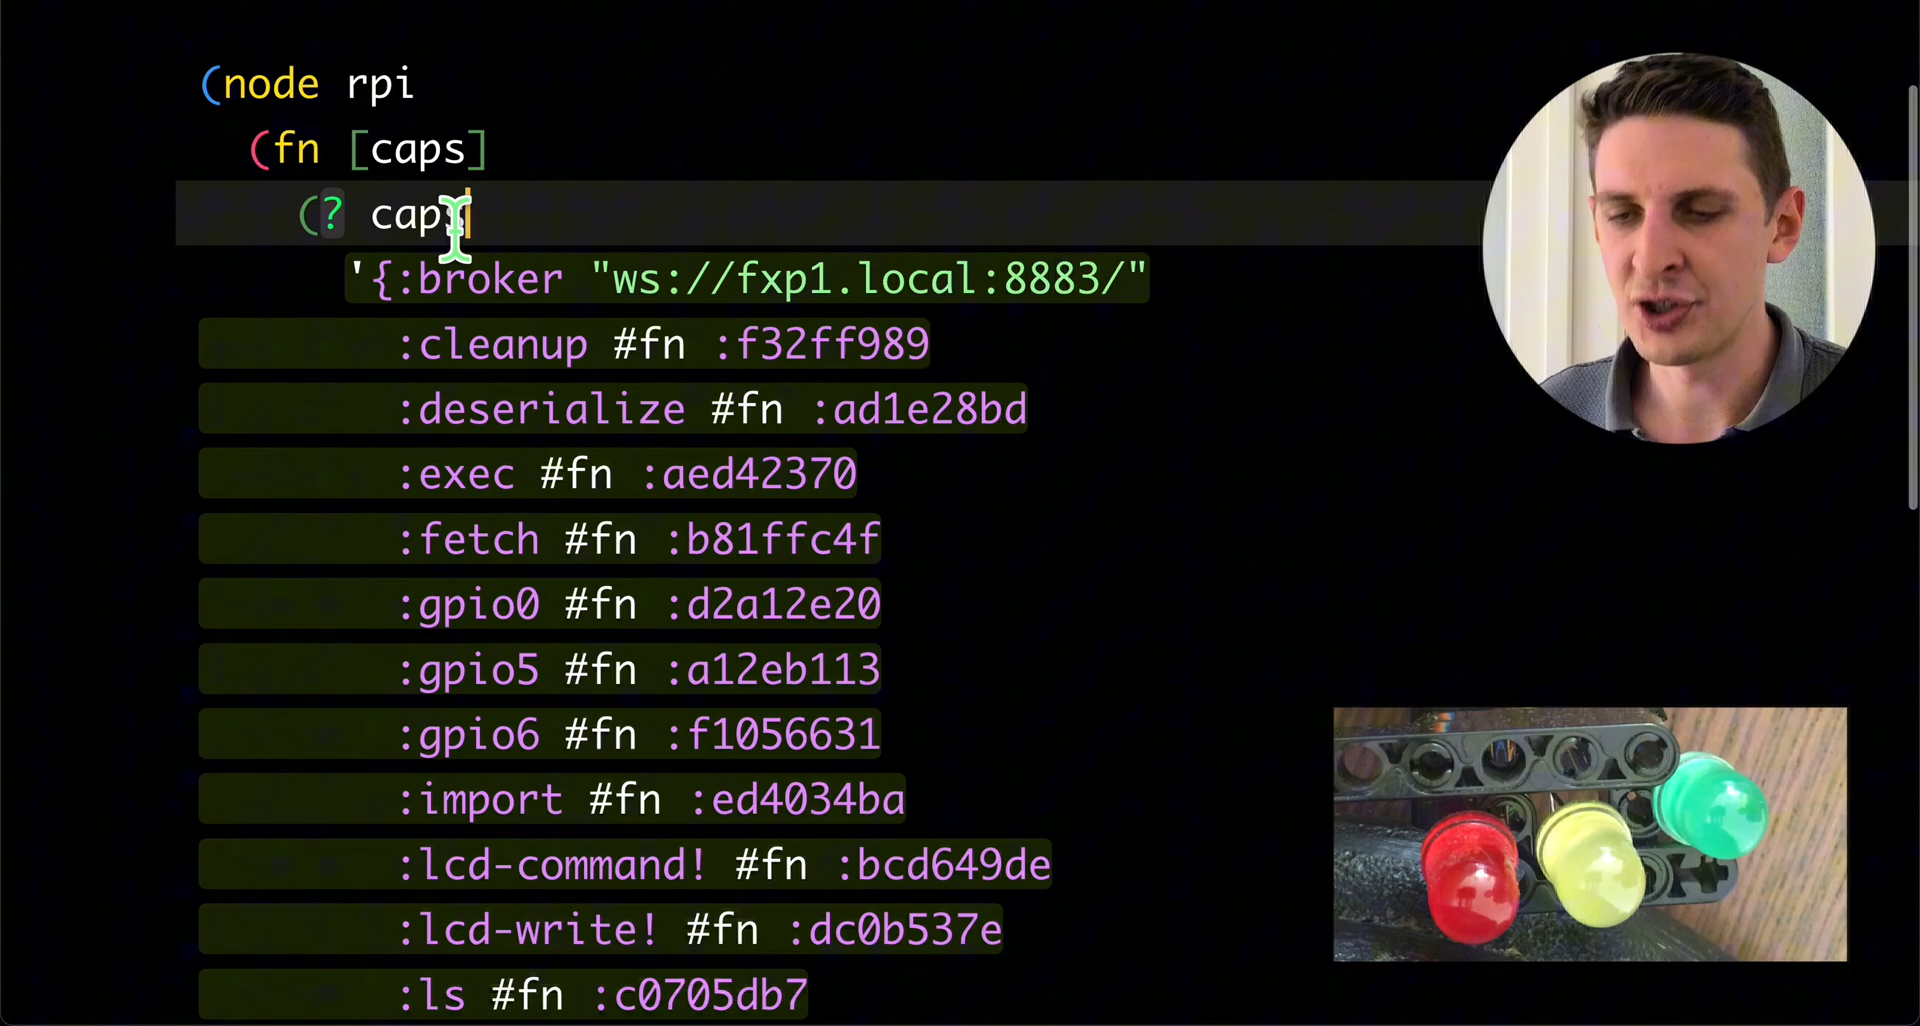 (node rpi
(fn [caps]
(? caps
'{:broker "ws://fxp1.local:8883/"
:cleanup #fn :f32ff989
:deserialize #fn :ad1e28bd
:exec #fn :aed42370
:fetch #fn :b81ffc4f
:gpio0 #fn :d2a12e20
:gpio5 #fn :a12eb113
:gpio6 #fn :f1056631
:import #fn :ed4034ba
:lcd-command! #fn :bcd649de
:lcd-write! #fn :dc0b537e
:ls #fn :c0705db7